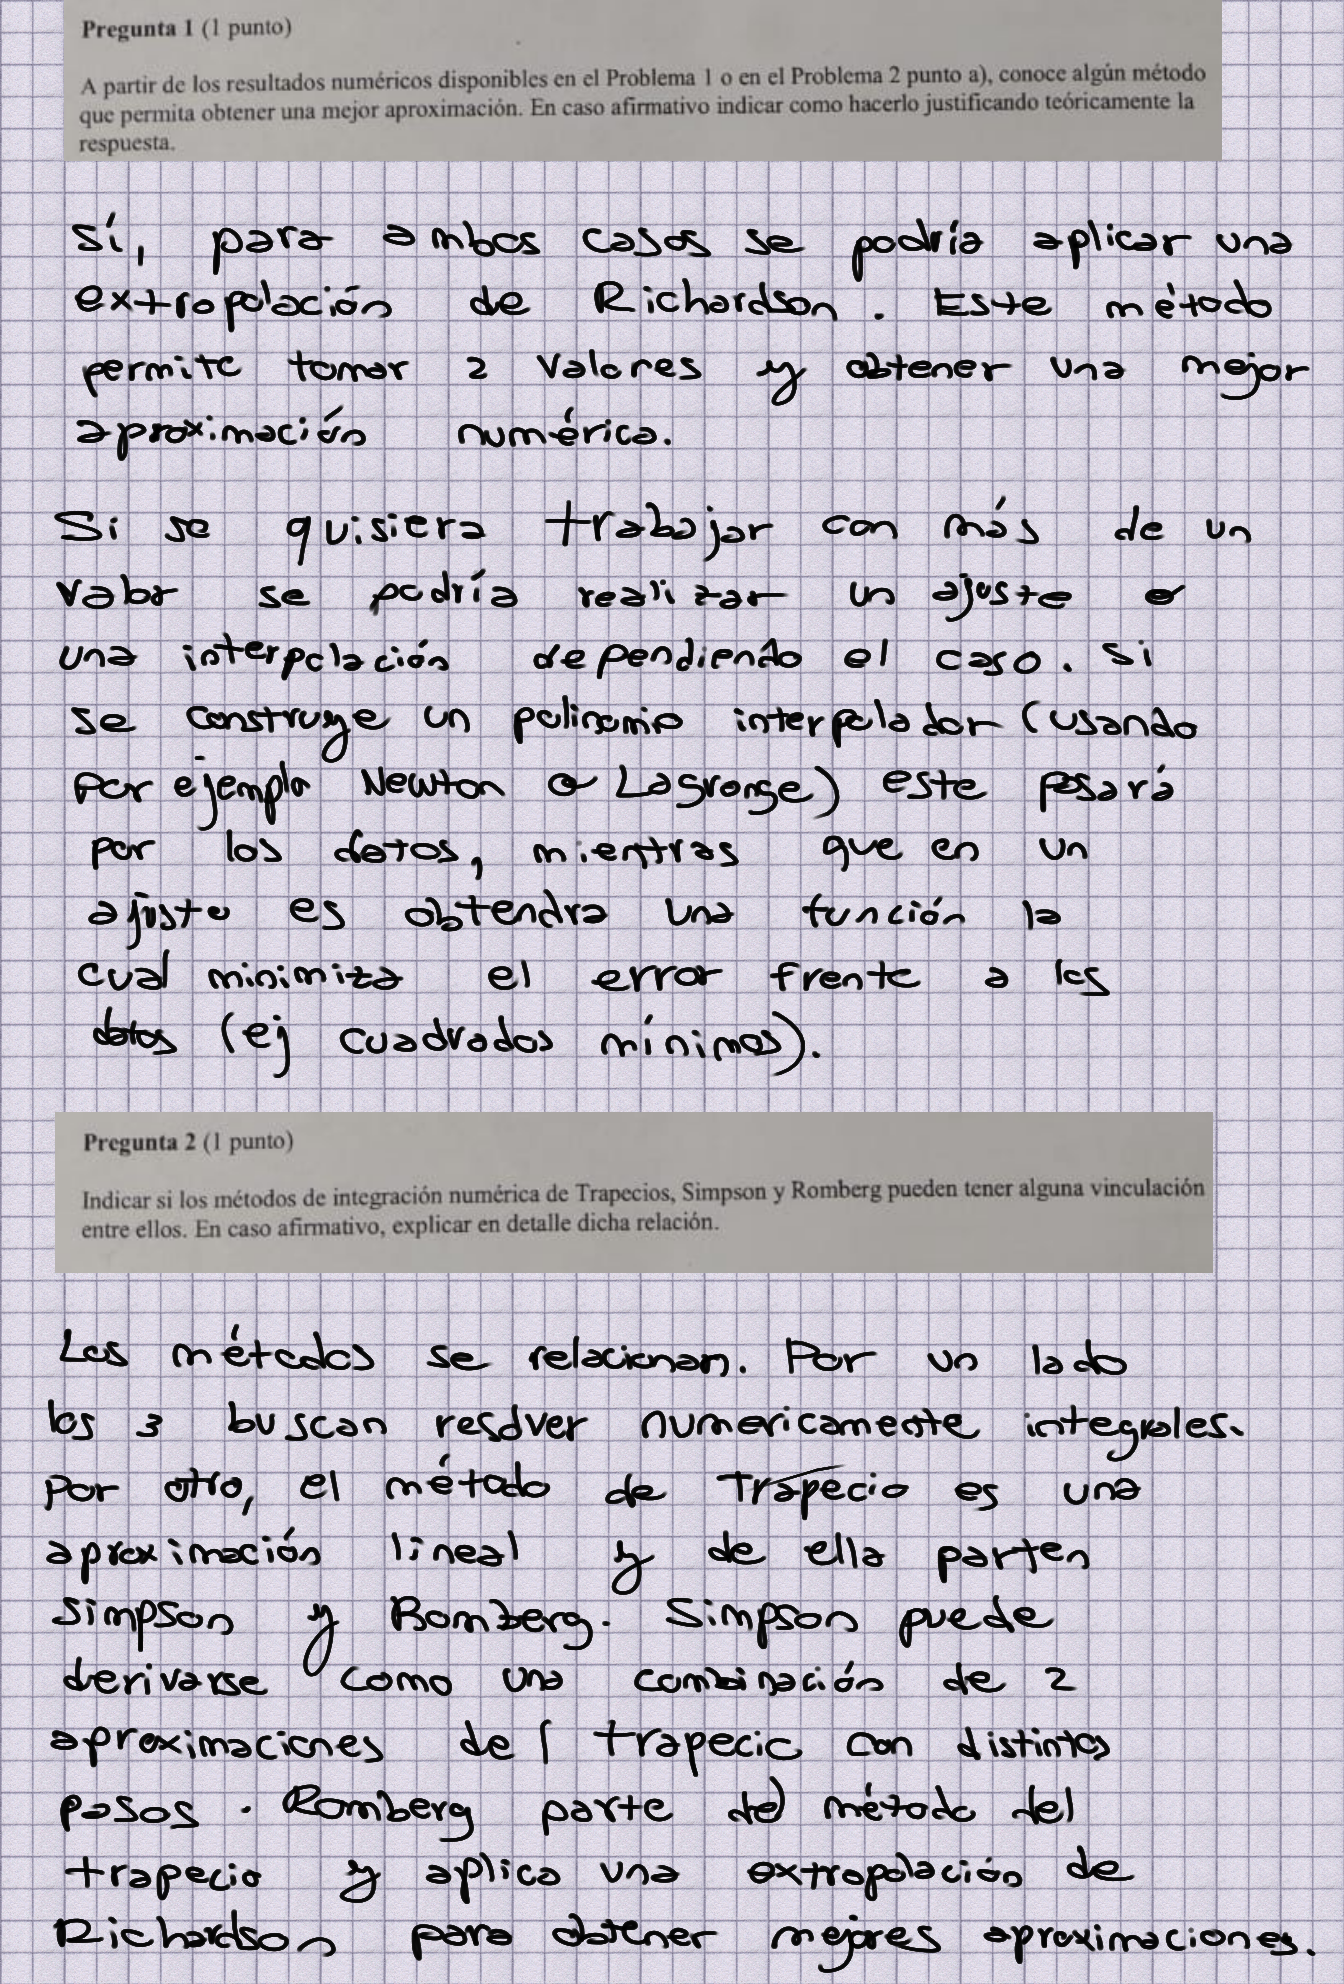 Pregunta 1 (1 punto)
A partir de los resultados numéricos disponibles en el Problema 1 o en el Problema 2 punto a), conoce algún método
que permita obtener una mejor aproximación. En caso afirmativo indicar como hacerlo justificando teóricamente la
respuesta.
Sí, para ambos casos se podría aplicar una
extrapolación de Richardson. Este método
permite tomar 2 valores y obtener una mejor
aproximación numérica.
Si se quisiera trabajar con más de un
valor se podría realizar un ajuste o
una interpolación dependiendo el caso. Si
se construye un polinomio interpolador (usando
por ejemplo Newton o Lagrange) este pasará
por los datos, mientras que en un
ajuste es obtendra una función la
cual minimiza el error frente a los
datos (ej cuadrados mínimos).
Pregunta 2 (1 punto)
Indicar si los métodos de integración numérica de Trapecios, Simpson y Romberg pueden tener alguna vinculación
entre ellos. En caso afirmativo, explicar en detalle dicha relación.
Los métodos se relacionan. Por un lado
los 3 buscan resolver numericamente integrales.
Por otro, el método de Trapecio es una
aproximación lineal y de ella parten
Simpson y Romberg. Simpson puede
derivarse como una combinación de 2
aproximaciones del trapecio con distintos
pasos. Romberg parte del método del
trapecio y aplica una extrapolación de
Richardson para obtener mejores aproximaciones.